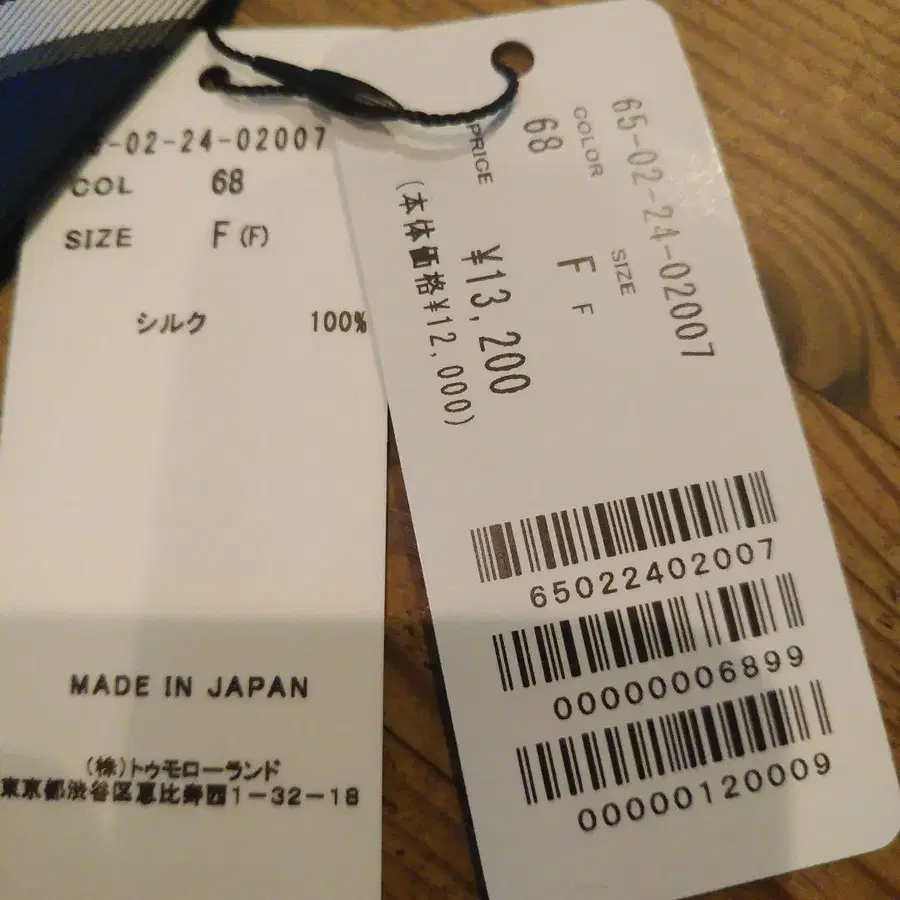 -02-24-02007
COL 68
SIZE F (F)
シルク 100%
MADE IN JAPAN
(株)トゥモローランド
東京都渋谷区恵比寿西1-32-18
65-02-24-02007
COLOR SIZE
68 F F
PRICE ¥13,200
(本体価格¥12,000)
65022402007
00000006899
00000120009